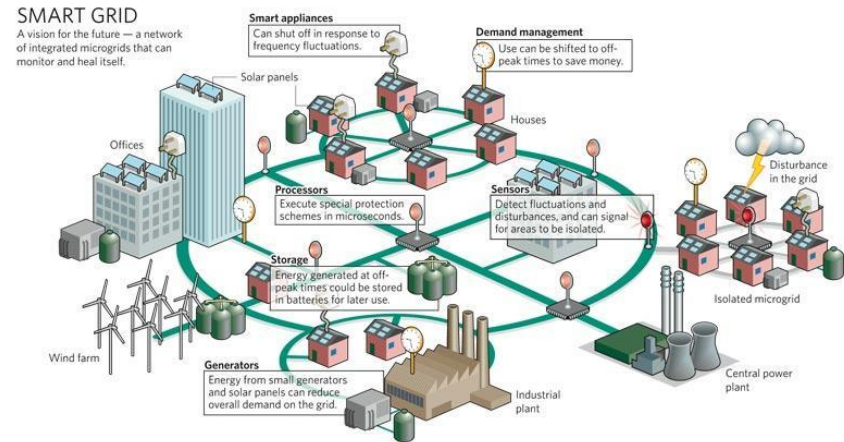 SMART GRID
A vision for the future — a network
of integrated microgrids that can
monitor and heal itself.
Smart appliances
Can shut off in response to
frequency fluctuations.
Demand management
Use can be shifted to off-
peak times to save money.
Solar panels
Houses
Offices
Disturbance
in the grid
Processors
Execute special protection
schemes in microseconds.
Sensors
Detect fluctuations and
disturbances, and can signal
for areas to be isolated.
Storage
Energy generated at off-
peak times could be stored
in batteries for later use.
Isolated microgrid
Wind farm
Generators
Energy from small generators
and solar panels can reduce
overall demand on the grid.
Industrial
plant
Central power
plant